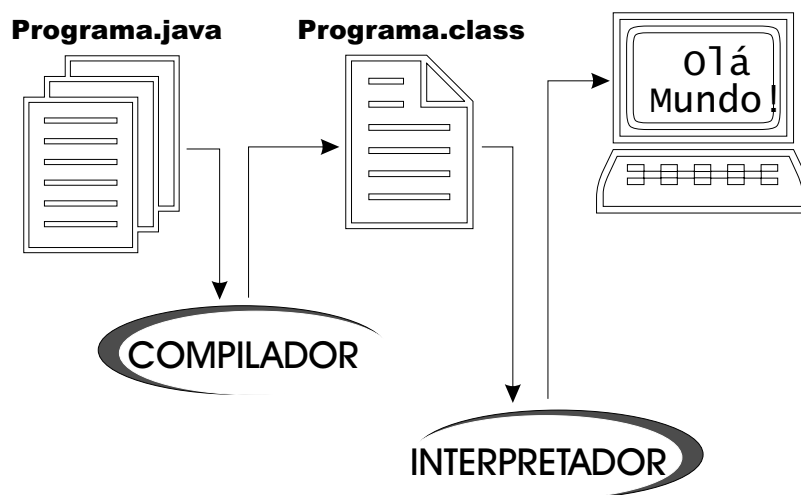 Programa.java
Programa.class
Olá
Mundo!
COMPILADOR
INTERPRETADOR